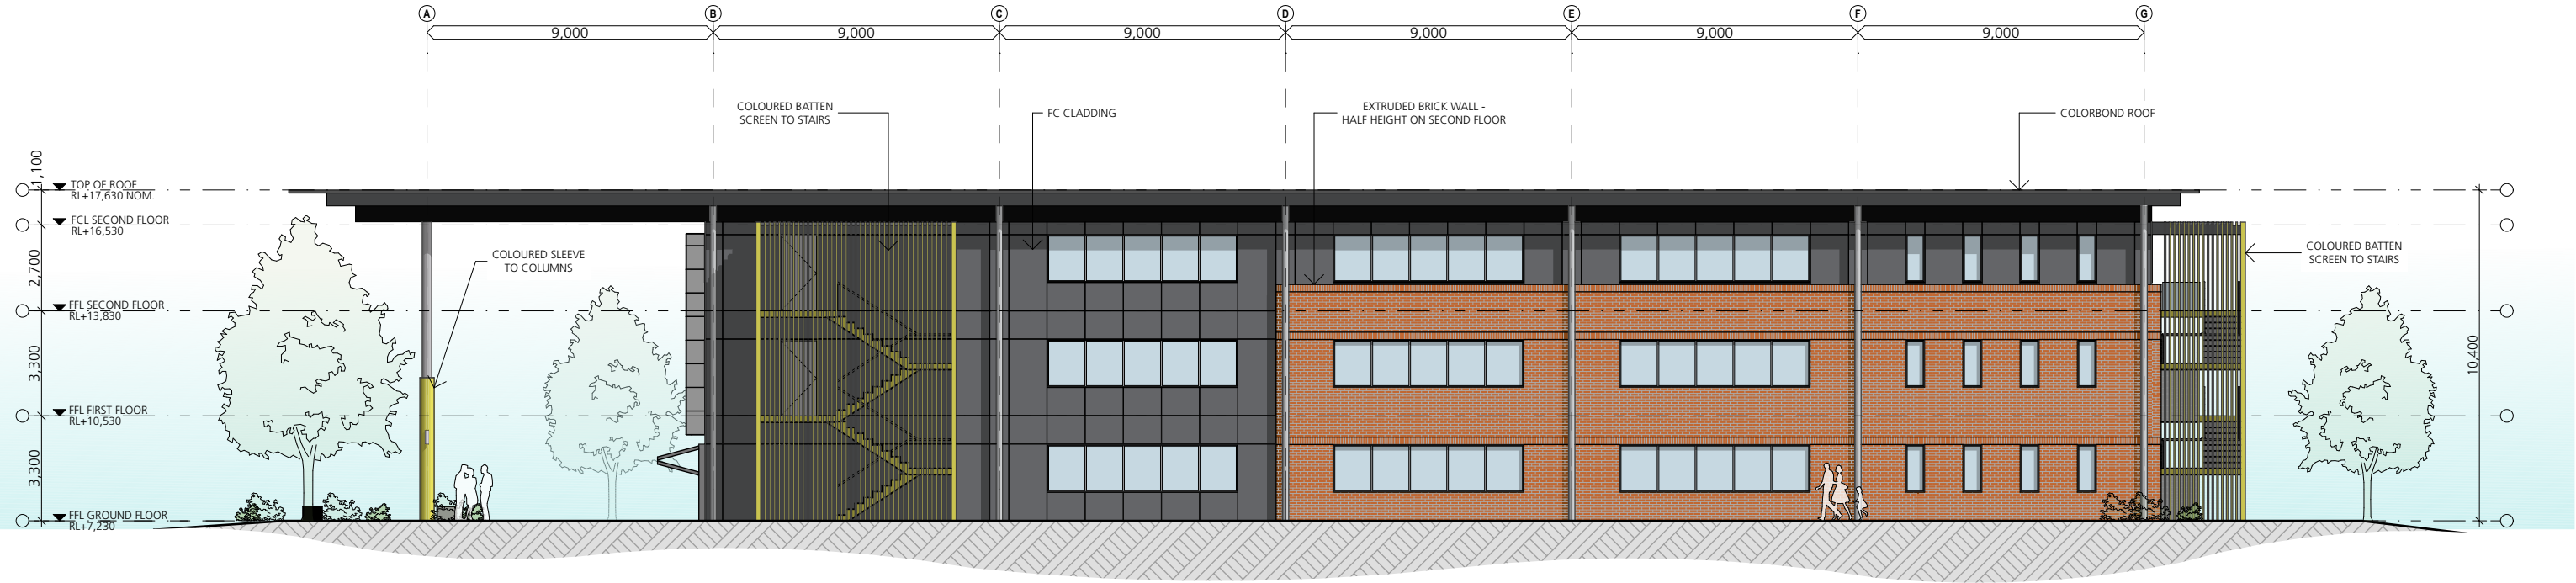 A B C D E F G
9,000 9,000 9,000 9,000 9,000 9,000
COLOURED BATTEN
SCREEN TO STAIRS
FC CLADDING
EXTRUDED BRICK WALL -
HALF HEIGHT ON SECOND FLOOR
COLORBOND ROOF
1,100
TOP OF ROOF
RL+17,630 NOM.
FCL SECOND FLOOR
RL+16,530
2,700
COLOURED SLEEVE
TO COLUMNS
COLOURED BATTEN
SCREEN TO STAIRS
FFL SECOND FLOOR
RL+13,830
3,300
10,400
FFL FIRST FLOOR
RL+10,530
3,300
FFL GROUND FLOOR
RL+7,230